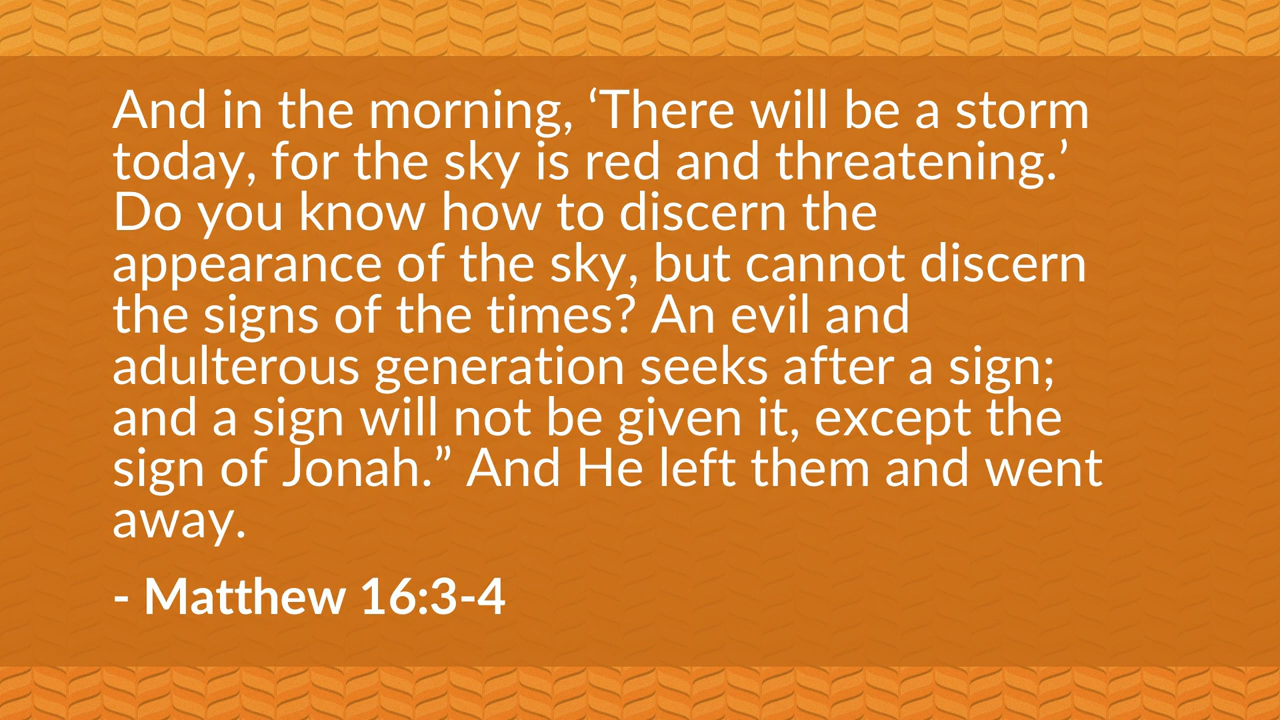 And in the morning, ‘There will be a storm
today, for the sky is red and threatening.’
Do you know how to discern the
appearance of the sky, but cannot discern
the signs of the times? An evil and
adulterous generation seeks after a sign;
and a sign will not be given it, except the
sign of Jonah.” And He left them and went
away.
- Matthew 16:3-4